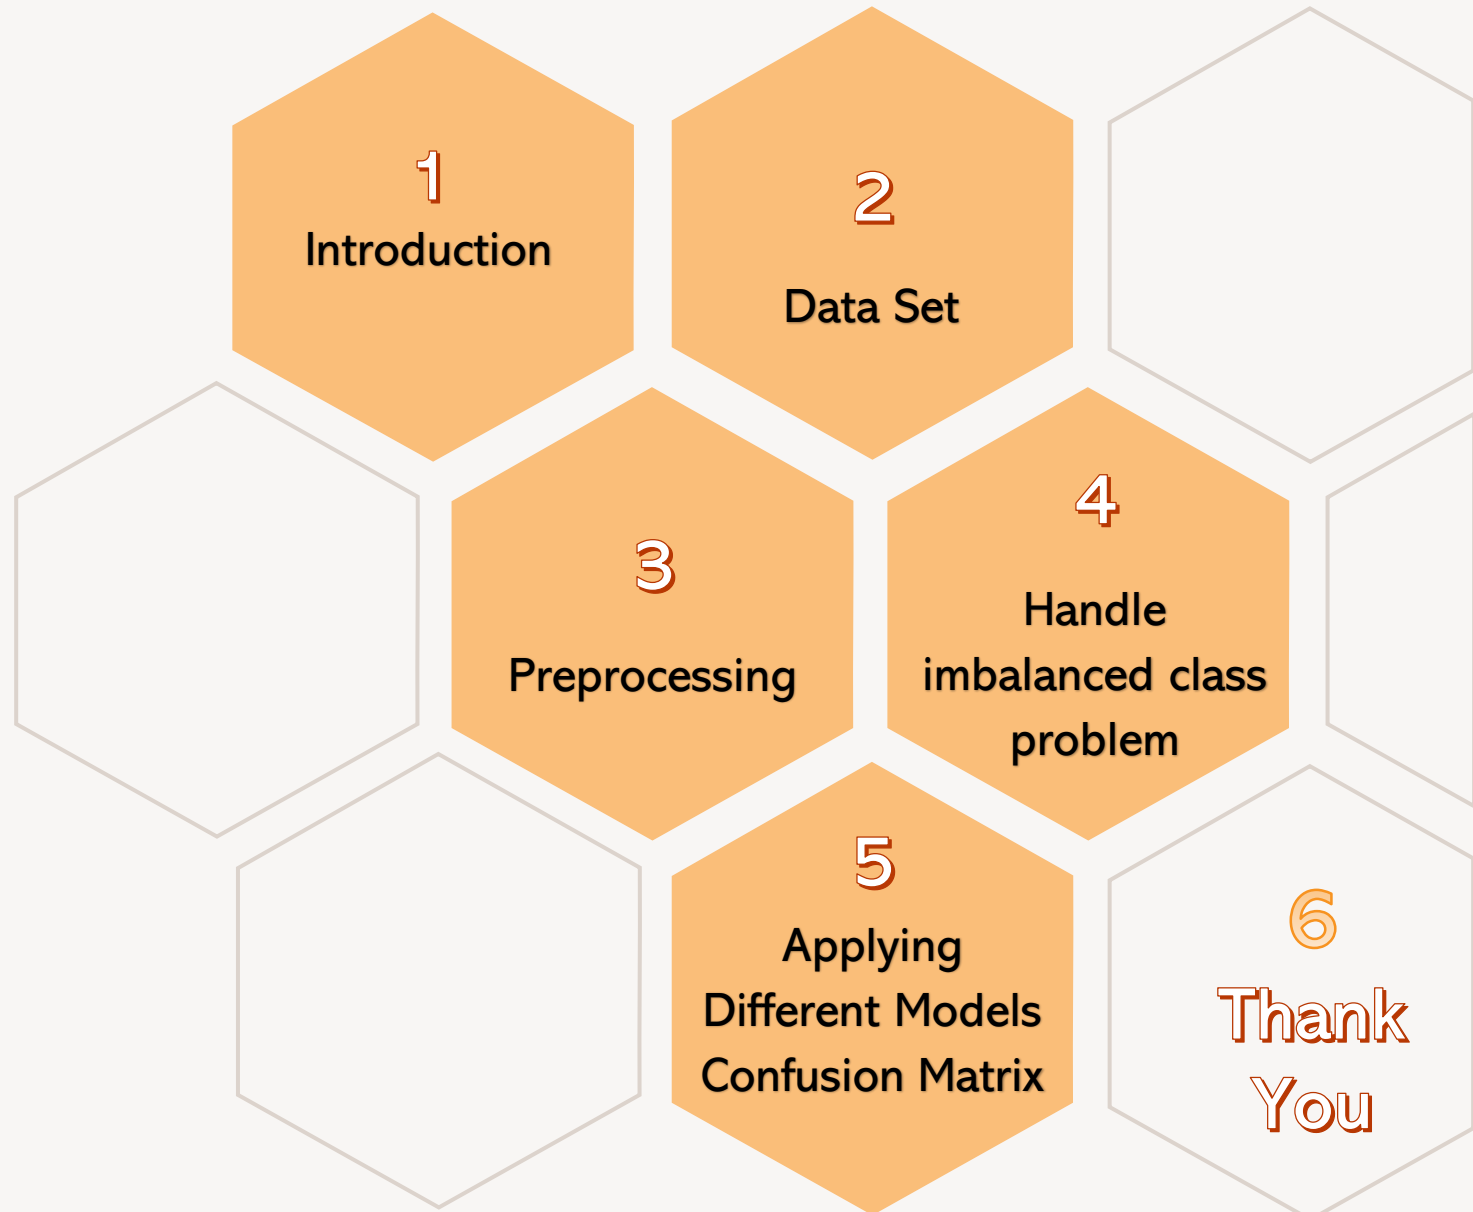 1
Introduction
2
Data Set
3
Preprocessing
4
Handle
imbalanced class
problem
5
Applying
Different Models
Confusion Matrix
6
Thank
You